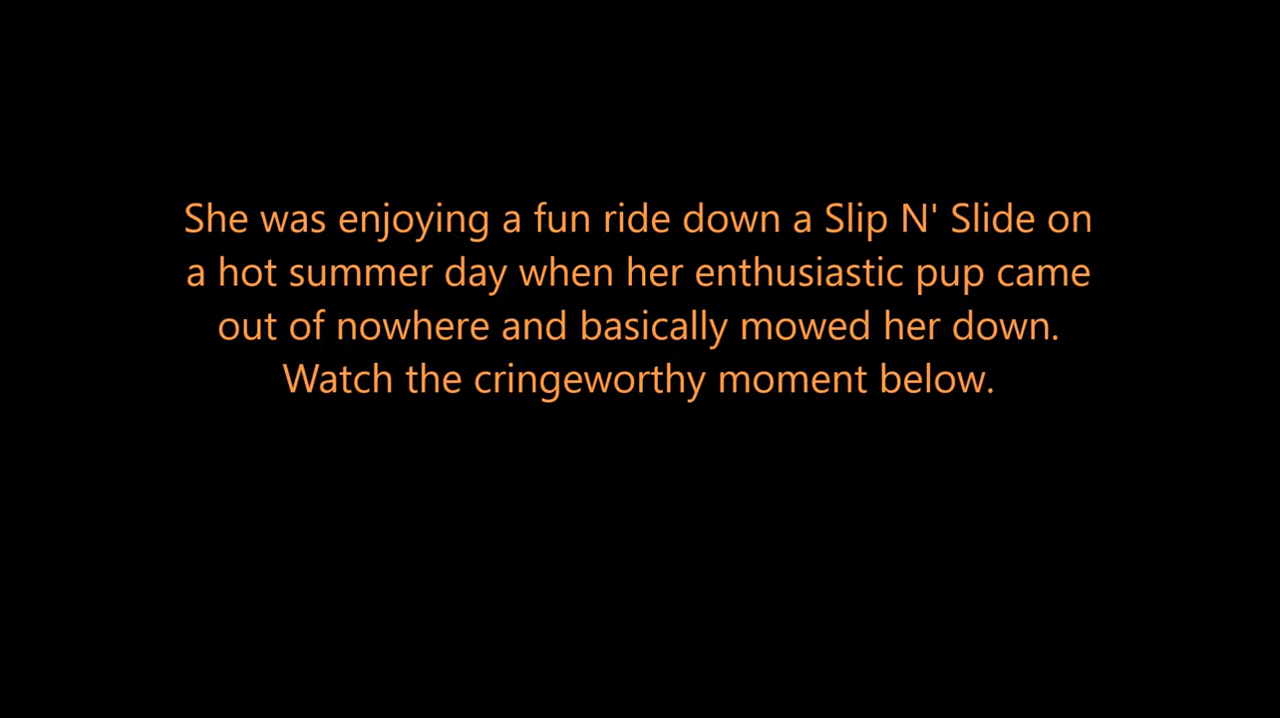 She was enjoying a fun ride down a Slip N' Slide on
a hot summer day when her enthusiastic pup came
out of nowhere and basically mowed her down.
Watch the cringeworthy moment below.